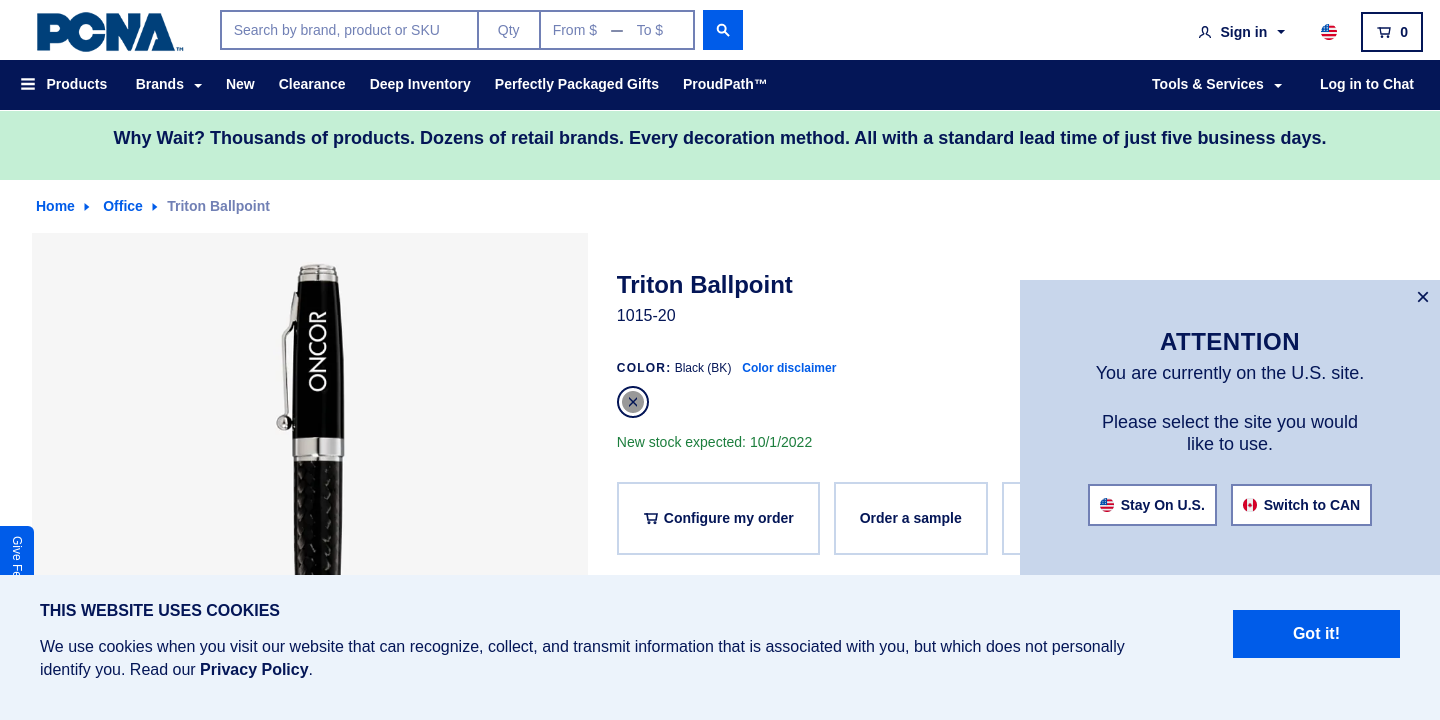 PCNA™
Search by brand, product or SKU
Qty
From $
To $
Sign in
0
Products
Brands
New
Clearance
Deep Inventory
Perfectly Packaged Gifts
ProudPath™
Tools & Services
Log in to Chat
Why Wait? Thousands of products. Dozens of retail brands. Every decoration method. All with a standard lead time of just five business days.
Home
Office
Triton Ballpoint
ONCOR
Triton Ballpoint
1015-20
COLOR: Black (BK) Color disclaimer
New stock expected: 10/1/2022
Configure my order
Order a sample
ATTENTION
You are currently on the U.S. site.
Please select the site you would
like to use.
Stay On U.S.
Switch to CAN
Give
THIS WEBSITE USES COOKIES
We use cookies when you visit our website that can recognize, collect, and transmit information that is associated with you, but which does not personally
identify you. Read our Privacy Policy.
Got it!